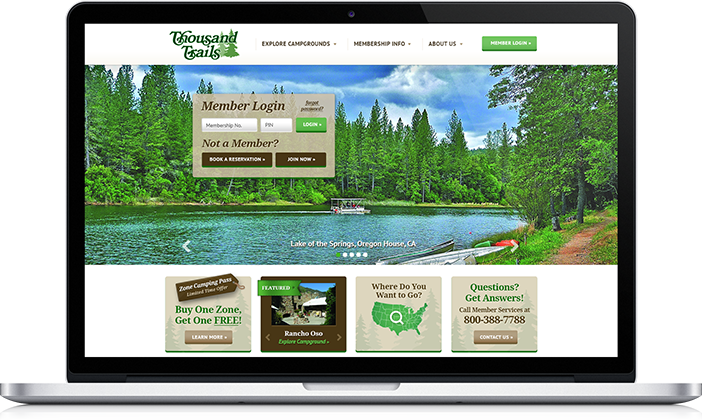 Thousand
Trails
EXPLORE CAMPGROUNDS
MEMBERSHIP INFO
ABOUT US
MEMBER LOGIN »
Member Login
forgot
password?
Membership No.
PIN
LOGIN »
Not a Member?
BOOK A RESERVATION »
JOIN NOW »
Lake of the Springs, Oregon House, CA
Zone Camping Pass
Limited Time Offer
Buy One Zone,
Get One FREE!
LEARN MORE »
FEATURED
Rancho Oso
Explore Campground »
Where Do You
Want to Go?
Questions?
Get Answers!
Call Member Services at
800-388-7788
CONTACT US »